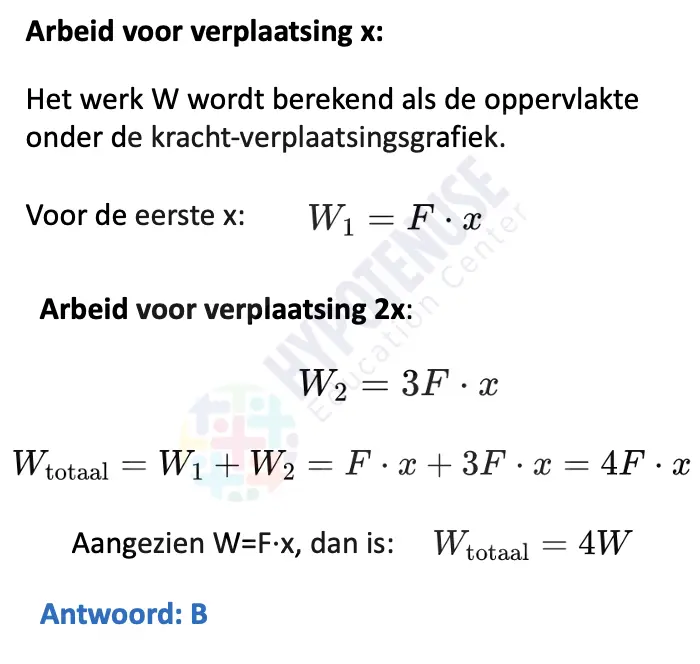 Arbeid voor verplaatsing x:
Het werk W wordt berekend als de oppervlakte
onder de kracht-verplaatsingsgrafiek.
Voor de eerste x: W₁ = F · x
Arbeid voor verplaatsing 2x:
W₂ = 3F · x
W_totaal = W₁ + W₂ = F · x + 3F · x = 4F · x
Aangezien W=F·x, dan is: W_totaal = 4W
Antwoord: B
HYPOTENUSE
Education Center